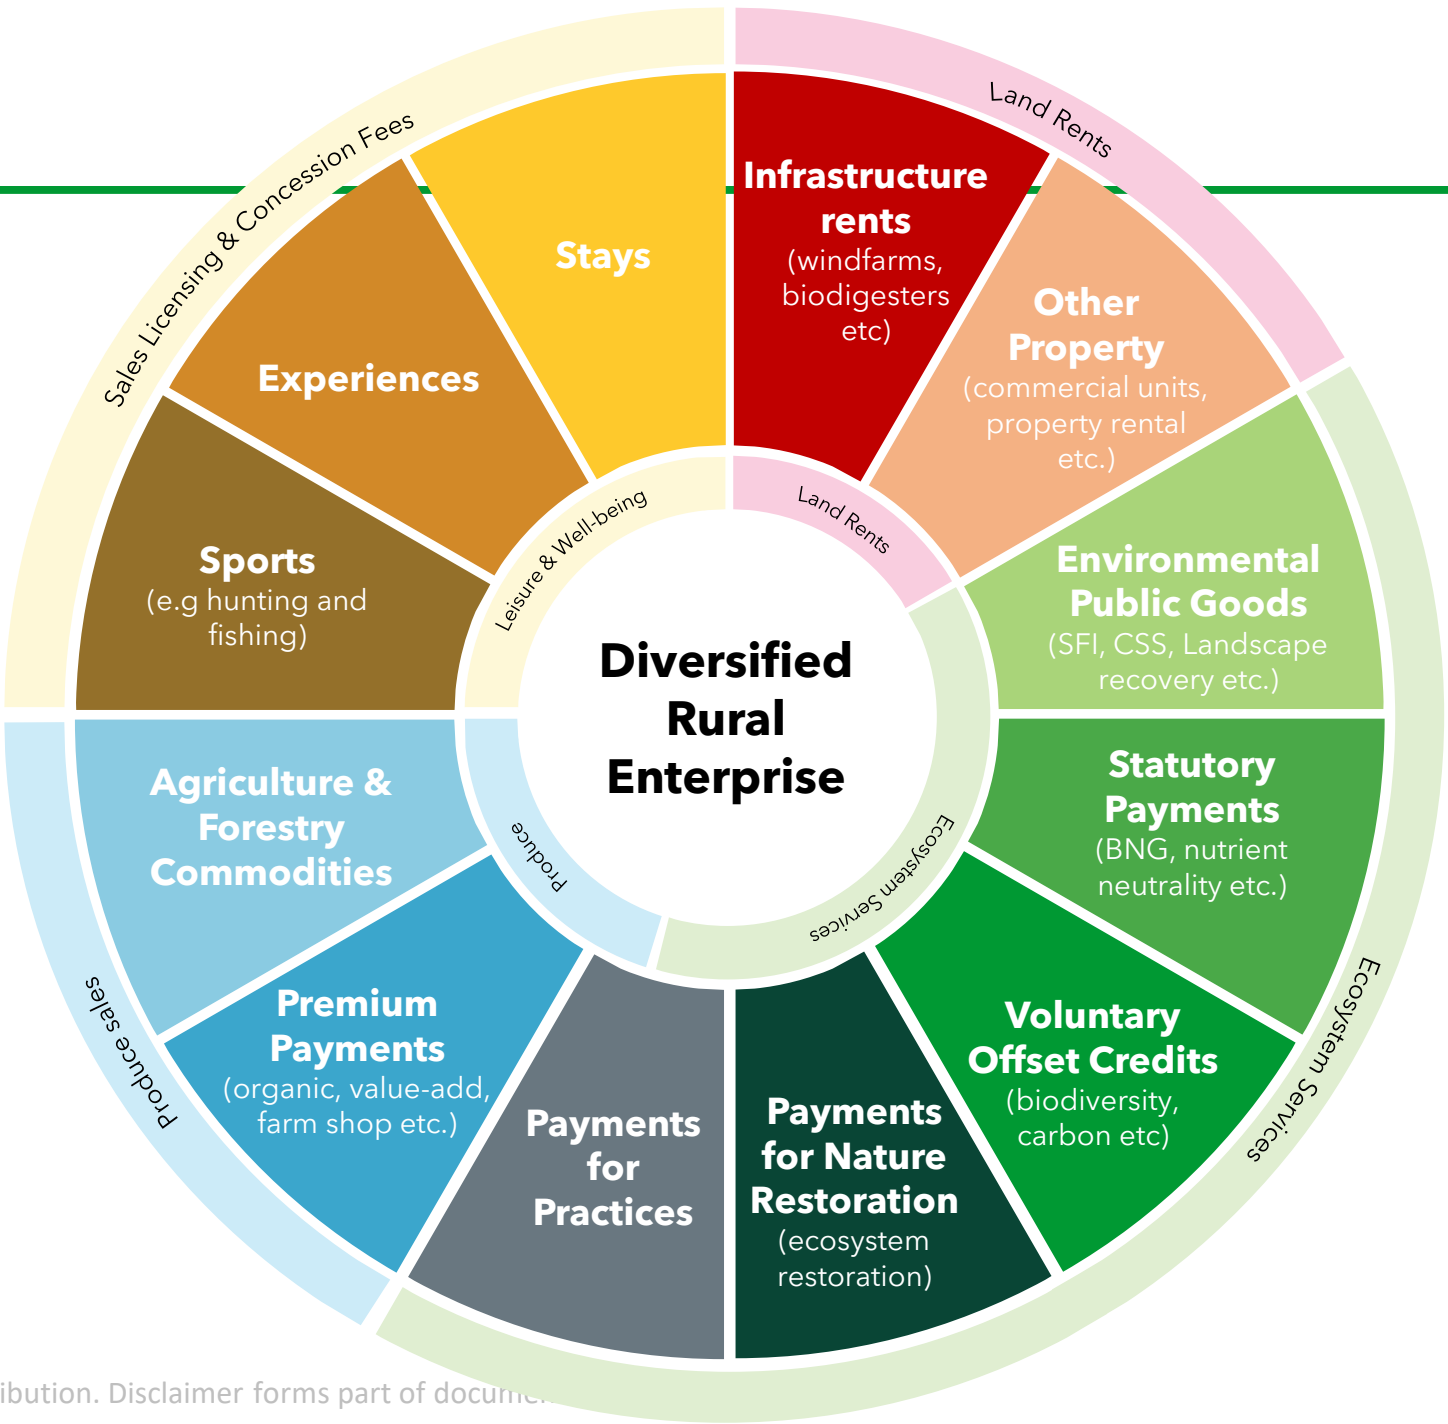 Sales Licensing & Concession Fees
Land Rents
Stays
Infrastructure
rents
(windfarms,
biodigesters
etc)
Other
Property
(commercial units,
property rental
etc.)
Experiences
Sports
(e.g hunting and
fishing)
Leisure & Well-being
Land Rents
Environmental
Public Goods
(SFI, CSS, Landscape
recovery etc.)
Diversified
Rural
Enterprise
Agriculture &
Forestry
Commodities
Statutory
Payments
(BNG, nutrient
neutrality etc.)
Produce
Ecosystem Services
Produce sales
Premium
Payments
(organic, value-add,
farm shop etc.)
Voluntary
Offset Credits
(biodiversity,
carbon etc)
Ecosystem Services
Payments
for
Practices
Payments
for Nature
Restoration
(ecosystem
restoration)
ibution. Disclaimer forms part of